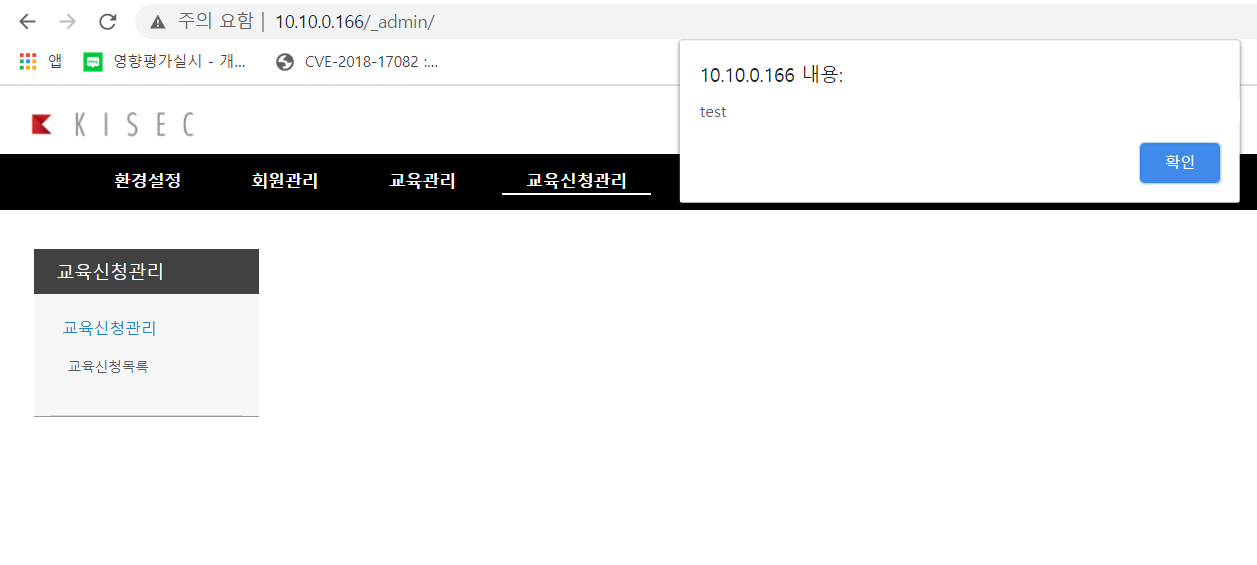 주의 요함 | 10.10.0.166/_admin/
앱 영향평가실시 - 개... CVE-2018-17082 :...
10.10.0.166 내용:
test
확인
KISEC
환경설정 회원관리 교육관리 교육신청관리
교육신청관리
교육신청관리
교육신청목록